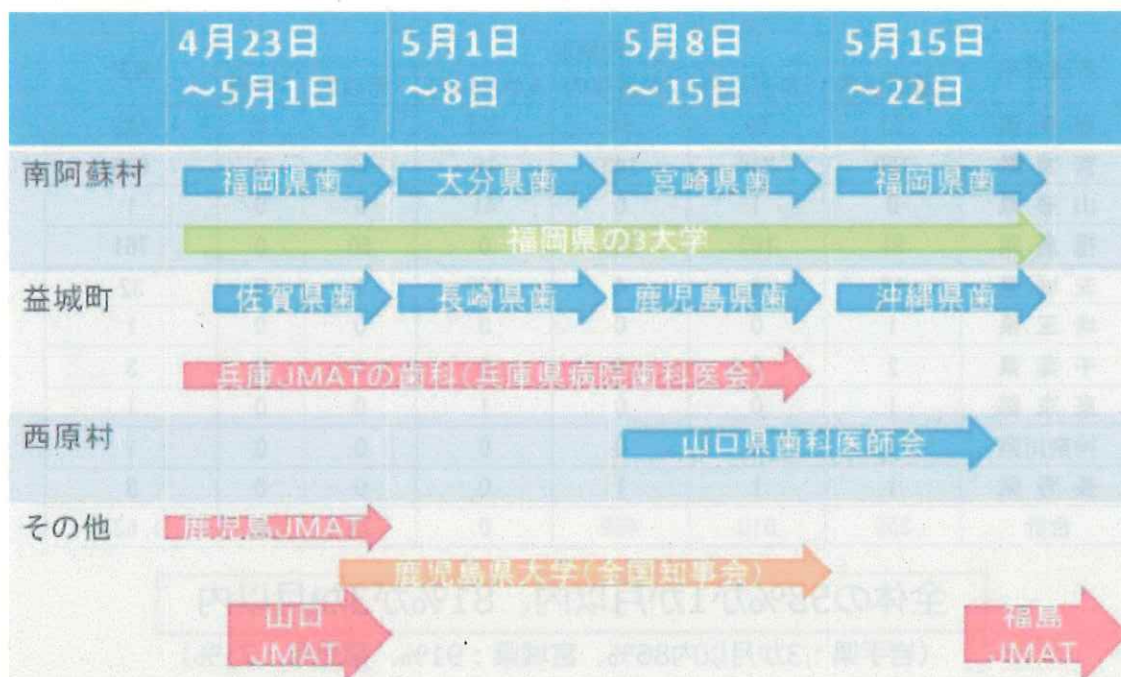 4月23日
～5月1日
5月1日
～8日
5月8日
～15日
5月15日
～22日
南阿蘇村
福岡県歯
大分県歯
宮崎県歯
福岡県歯
福岡県の3大学
益城町
佐賀県歯
長崎県歯
鹿児島県歯
沖縄県歯
兵庫JMATの歯科(兵庫県病院歯科医会)
西原村
山口県歯科医師会
その他
鹿児島JMAT
鹿児島県大学(全国知事会)
山口
JMAT
福島
JMAT